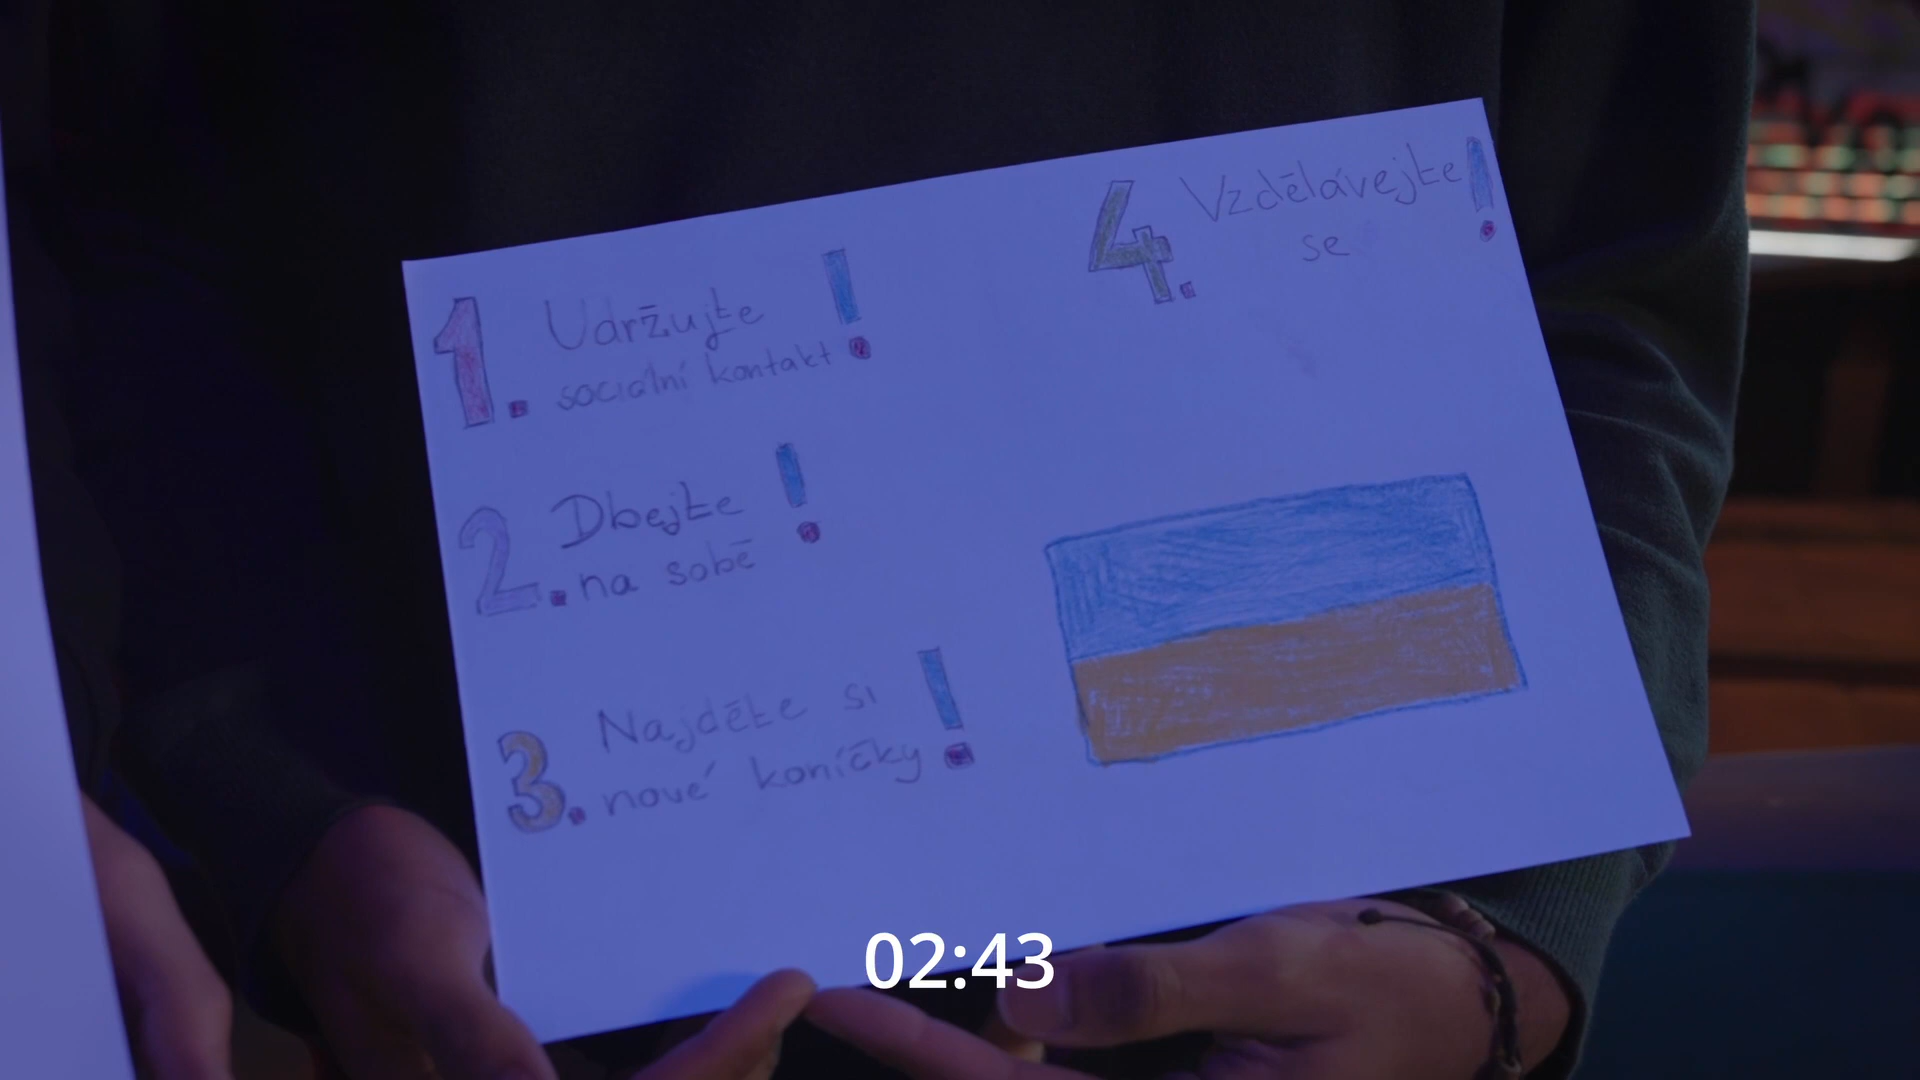 1. Udržujte !
sociální kontakt
2. Dbejte !
na sobě
3. Najděte si !
nové koníčky
4. Vzdělávejte !
se
02:43